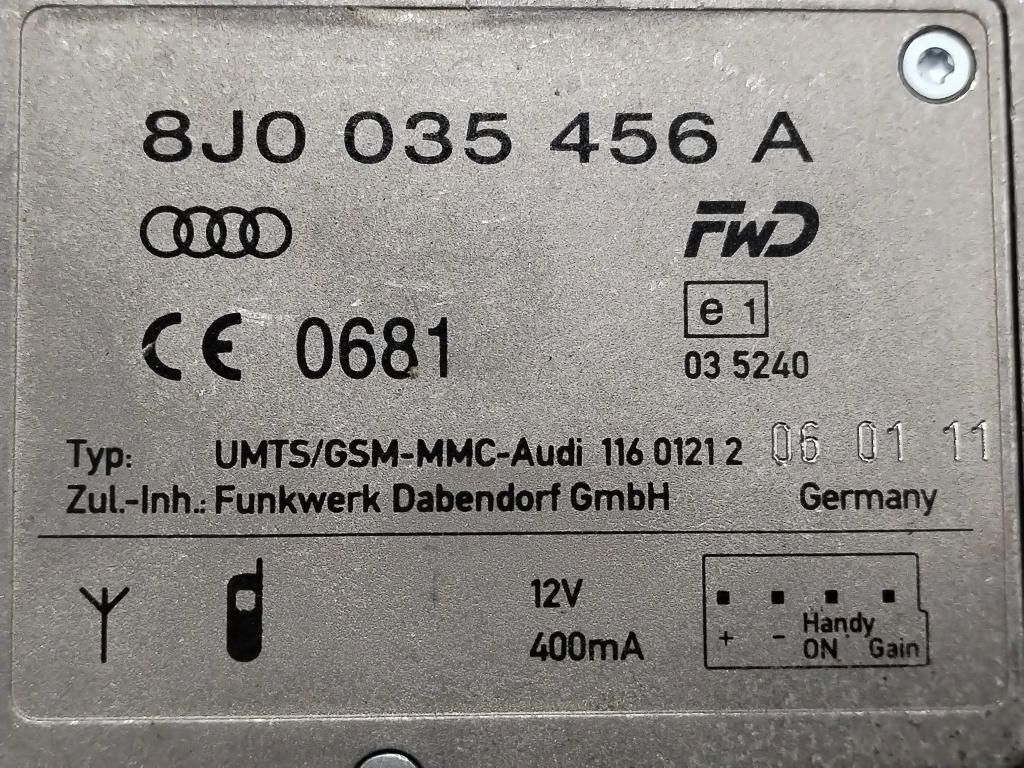 8J0 035 456 A
FWD
CE 0681
e 1
03 5240
Typ: UMTS/GSM-MMC-Audi 116 0121 2 06 01 11
Zul.-Inh.: Funkwerk Dabendorf GmbH Germany
12V
400mA
+ - Handy ON Gain